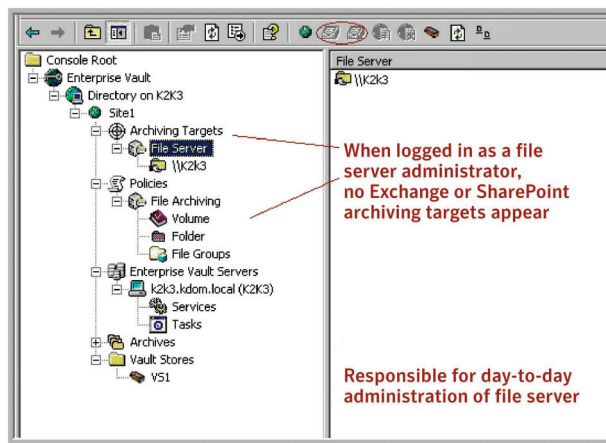 Console Root
Enterprise Vault
Directory on K2K3
Site1
Archiving Targets
File Server
\\K2K3
Policies
File Archiving
Volume
Folder
File Groups
Enterprise Vault Servers
k2k3.kdom.local (K2K3)
Services
Tasks
Archives
Vault Stores
VS1
File Server
\\K2K3
When logged in as a file
server administrator,
no Exchange or SharePoint
archiving targets appear
Responsible for day-to-day
administration of file server